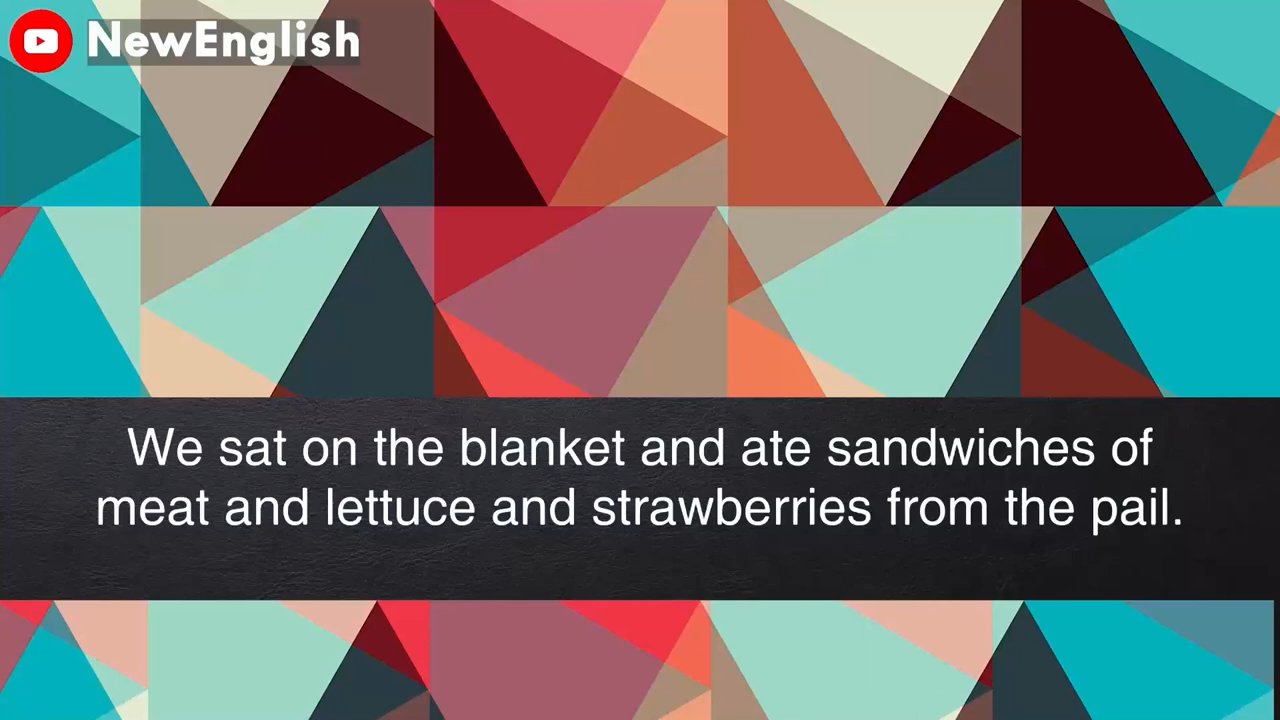 NewEnglish
We sat on the blanket and ate sandwiches of
meat and lettuce and strawberries from the pail.